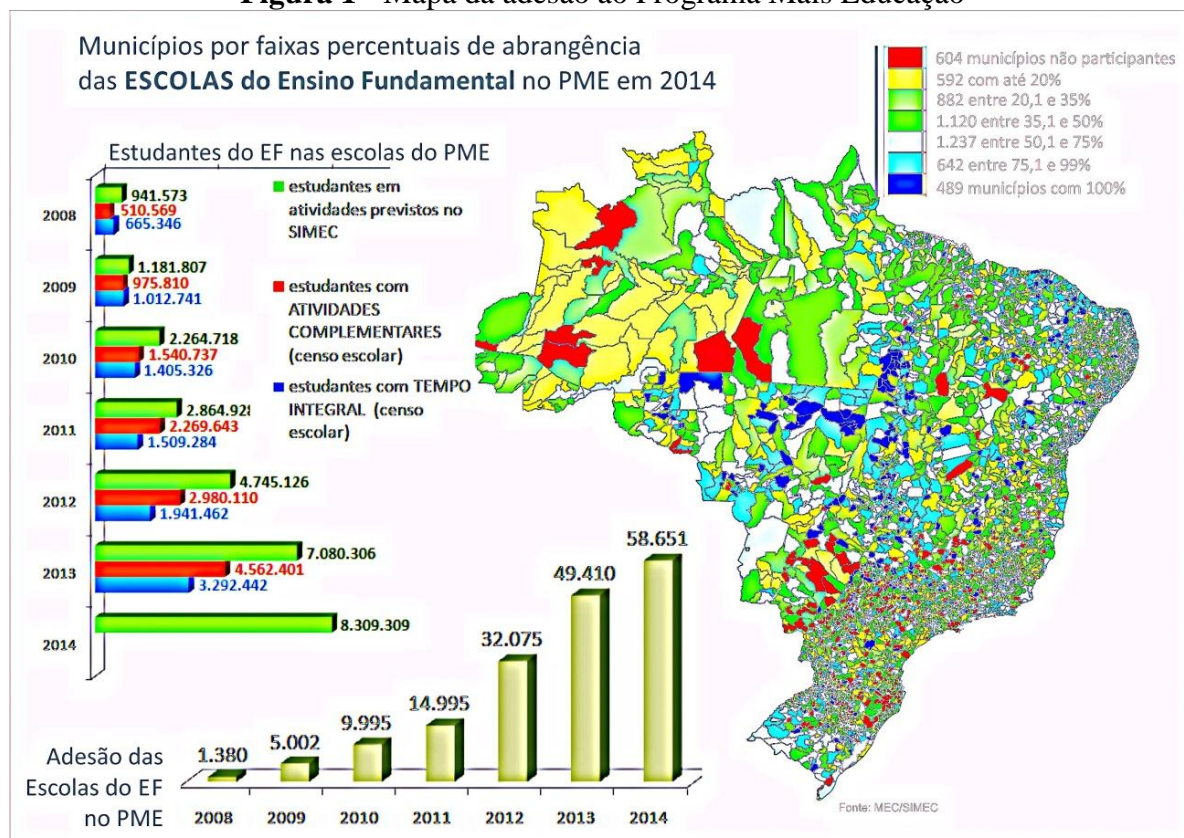 Figura 1 - Mapa da adesão ao Programa Mais Educação
Municípios por faixas percentuais de abrangência
das ESCOLAS do Ensino Fundamental no PME em 2014
604 municípios não participantes
592 com até 20%
882 entre 20,1 e 35%
1.120 entre 35,1 e 50%
1.237 entre 50,1 e 75%
642 entre 75,1 e 99%
489 municípios com 100%
Estudantes do EF nas escolas do PME
estudantes em
atividades previstos no
SIMEC
estudantes com
ATIVIDADES
COMPLEMENTARES
(censo escolar)
estudantes com TEMPO
INTEGRAL (censo
escolar)
2008
941.573
510.569
665.346
2009
1.181.807
975.810
1.012.741
2010
2.264.718
1.540.737
1.405.326
2011
2.864.928
2.269.643
1.509.284
2012
4.745.126
2.980.110
1.941.462
2013
7.080.306
4.562.401
3.292.442
2014
8.309.309
Adesão das
Escolas do EF
no PME
1.380
5.002
9.995
14.995
32.075
49.410
58.651
2008 2009 2010 2011 2012 2013 2014
Fonte: MEC/SIMEC